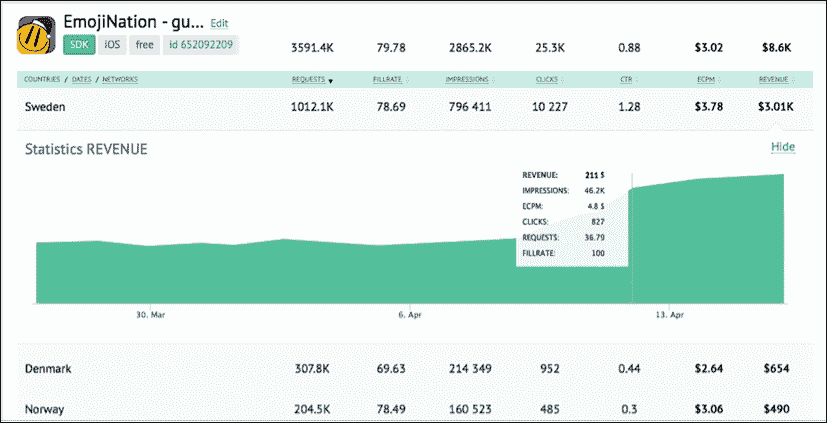 EmojiNation - gu... Edit
SDK iOS free id 652092209 3591.4K 79.78 2865.2K 25.3K 0.88 $3.02 $8.6K
COUNTRIES / DATES / NETWORKS REQUESTS FILLRATE IMPRESSIONS CLICKS CTR ECPM REVENUE
Sweden 1012.1K 78.69 796 411 10 227 1.28 $3.78 $3.01K
Statistics REVENUE Hide
REVENUE: 211 $
IMPRESSIONS: 46.2K
ECPM: 4.8 $
CLICKS: 827
REQUESTS: 36.79
FILLRATE: 100
30. Mar 6. Apr 13. Apr
Denmark 307.8K 69.63 214 349 952 0.44 $2.64 $654
Norway 204.5K 78.49 160 523 485 0.3 $3.06 $490